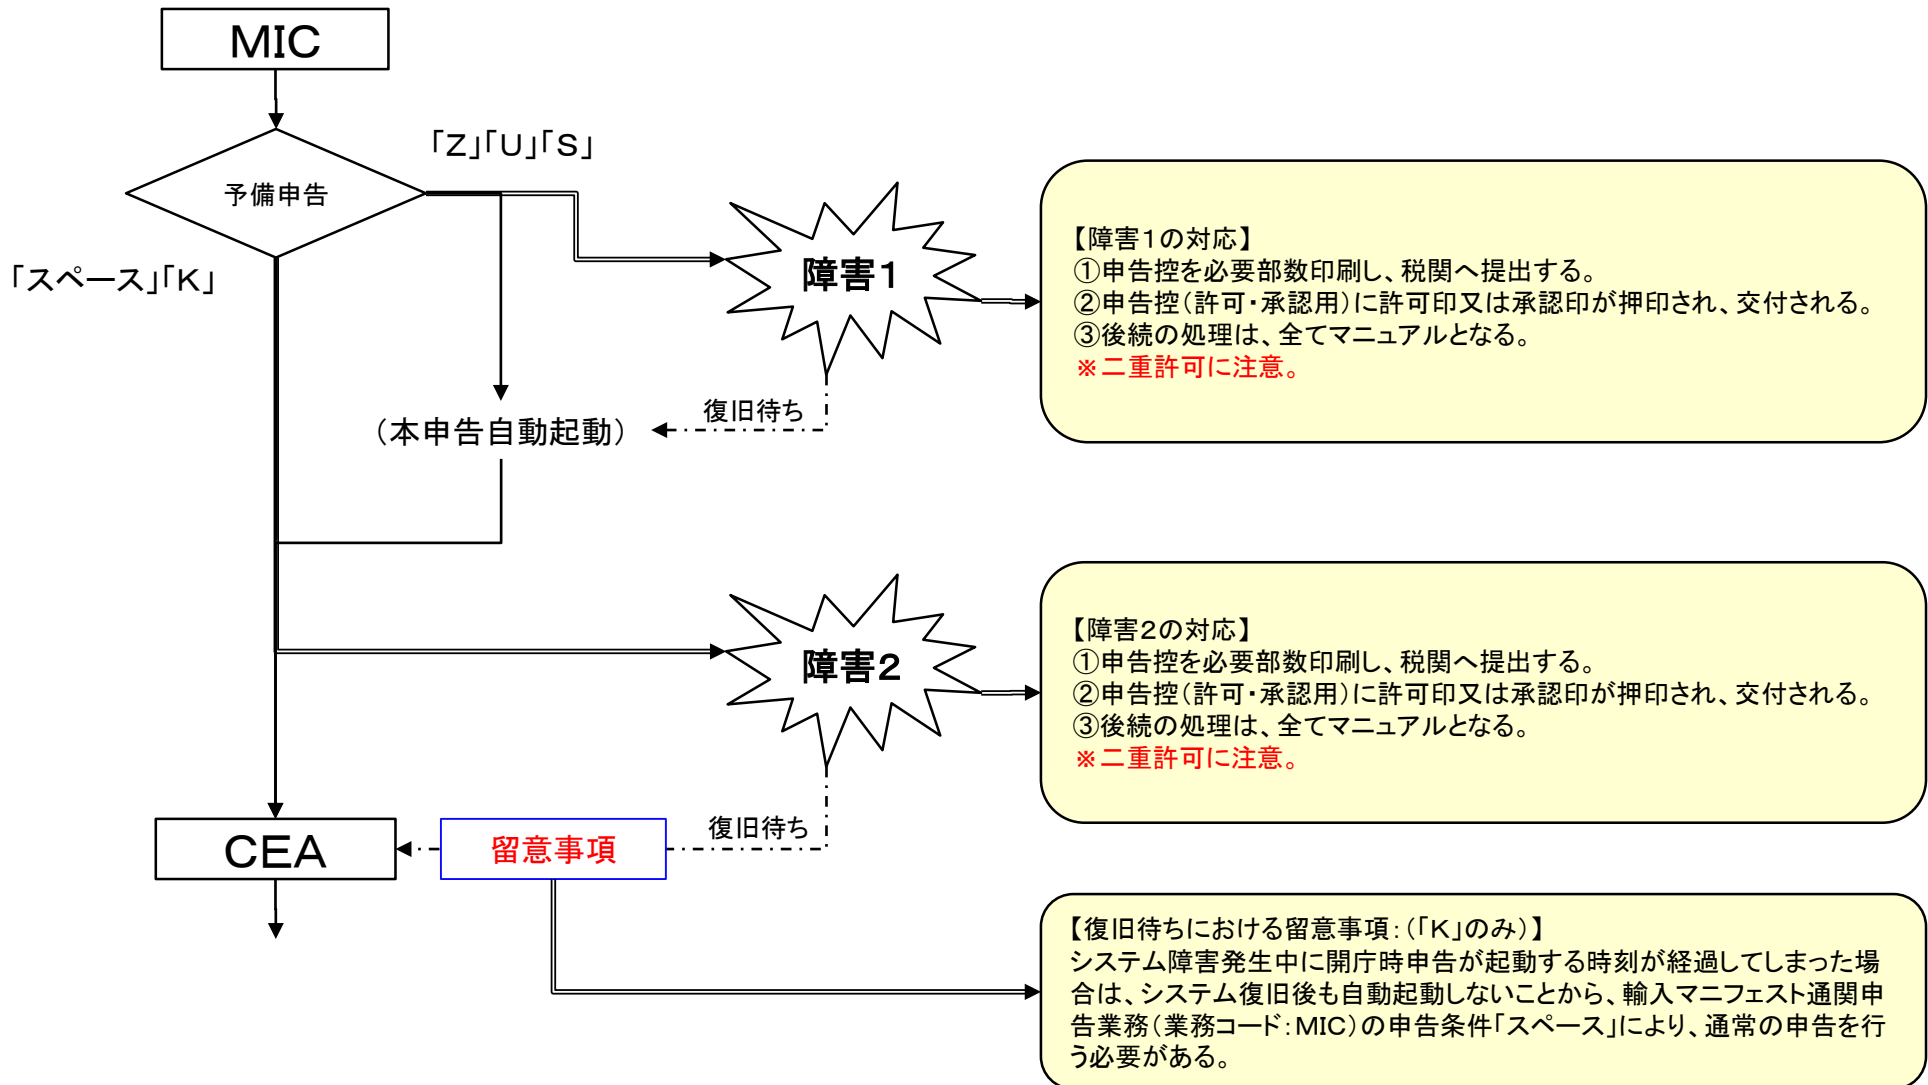 MIC
「Z」「U」「S」
予備申告
「スペース」「K」
障害1
【障害1の対応】
①申告控を必要部数印刷し、税関へ提出する。
②申告控(許可・承認用)に許可印又は承認印が押印され、交付される。
③後続の処理は、全てマニュアルとなる。
※二重許可に注意。
復旧待ち
(本申告自動起動)
障害2
【障害2の対応】
①申告控を必要部数印刷し、税関へ提出する。
②申告控(許可・承認用)に許可印又は承認印が押印され、交付される。
③後続の処理は、全てマニュアルとなる。
※二重許可に注意。
復旧待ち
CEA
留意事項
【復旧待ちにおける留意事項:(「K」のみ)】
システム障害発生中に開庁時申告が起動する時刻が経過してしまった場
合は、システム復旧後も自動起動しないことから、輸入マニフェスト通関申
告業務(業務コード:MIC)の申告条件「スペース」により、通常の申告を行
う必要がある。